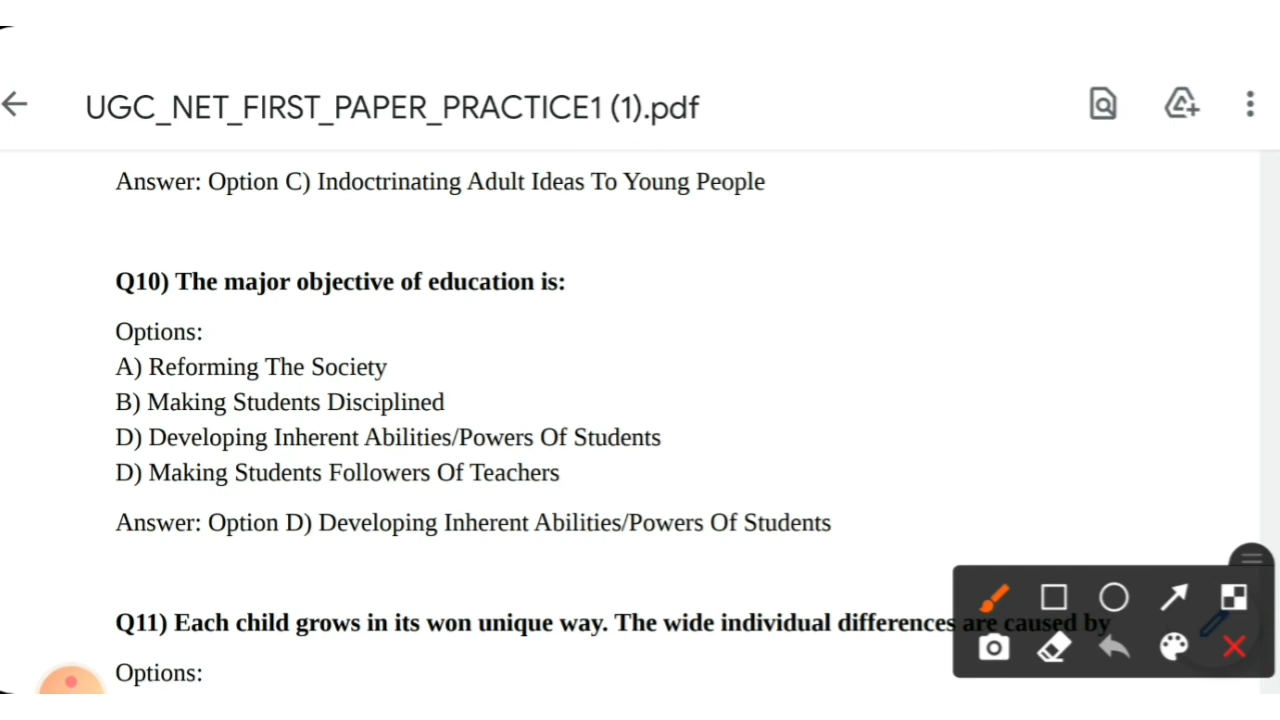 UGC_NET_FIRST_PAPER_PRACTICE1 (1).pdf
Answer: Option C) Indoctrinating Adult Ideas To Young People
Q10) The major objective of education is:
Options:
A) Reforming The Society
B) Making Students Disciplined
D) Developing Inherent Abilities/Powers Of Students
D) Making Students Followers Of Teachers
Answer: Option D) Developing Inherent Abilities/Powers Of Students
Q11) Each child grows in its won unique way. The wide individual differences are caused by
Options: